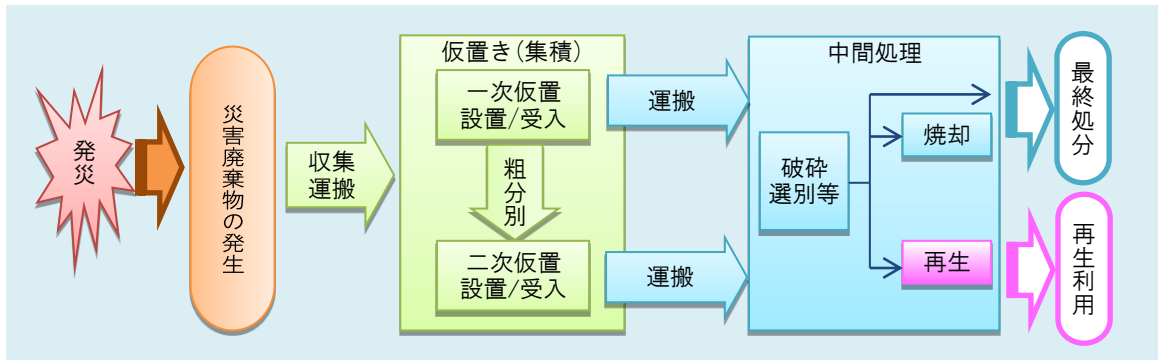 発災
災害廃棄物の発生
収集
運搬
仮置き(集積)
一次仮置
設置/受入
粗分別
二次仮置
設置/受入
運搬
運搬
中間処理
破砕
選別等
焼却
再生
最終処分
再生利用